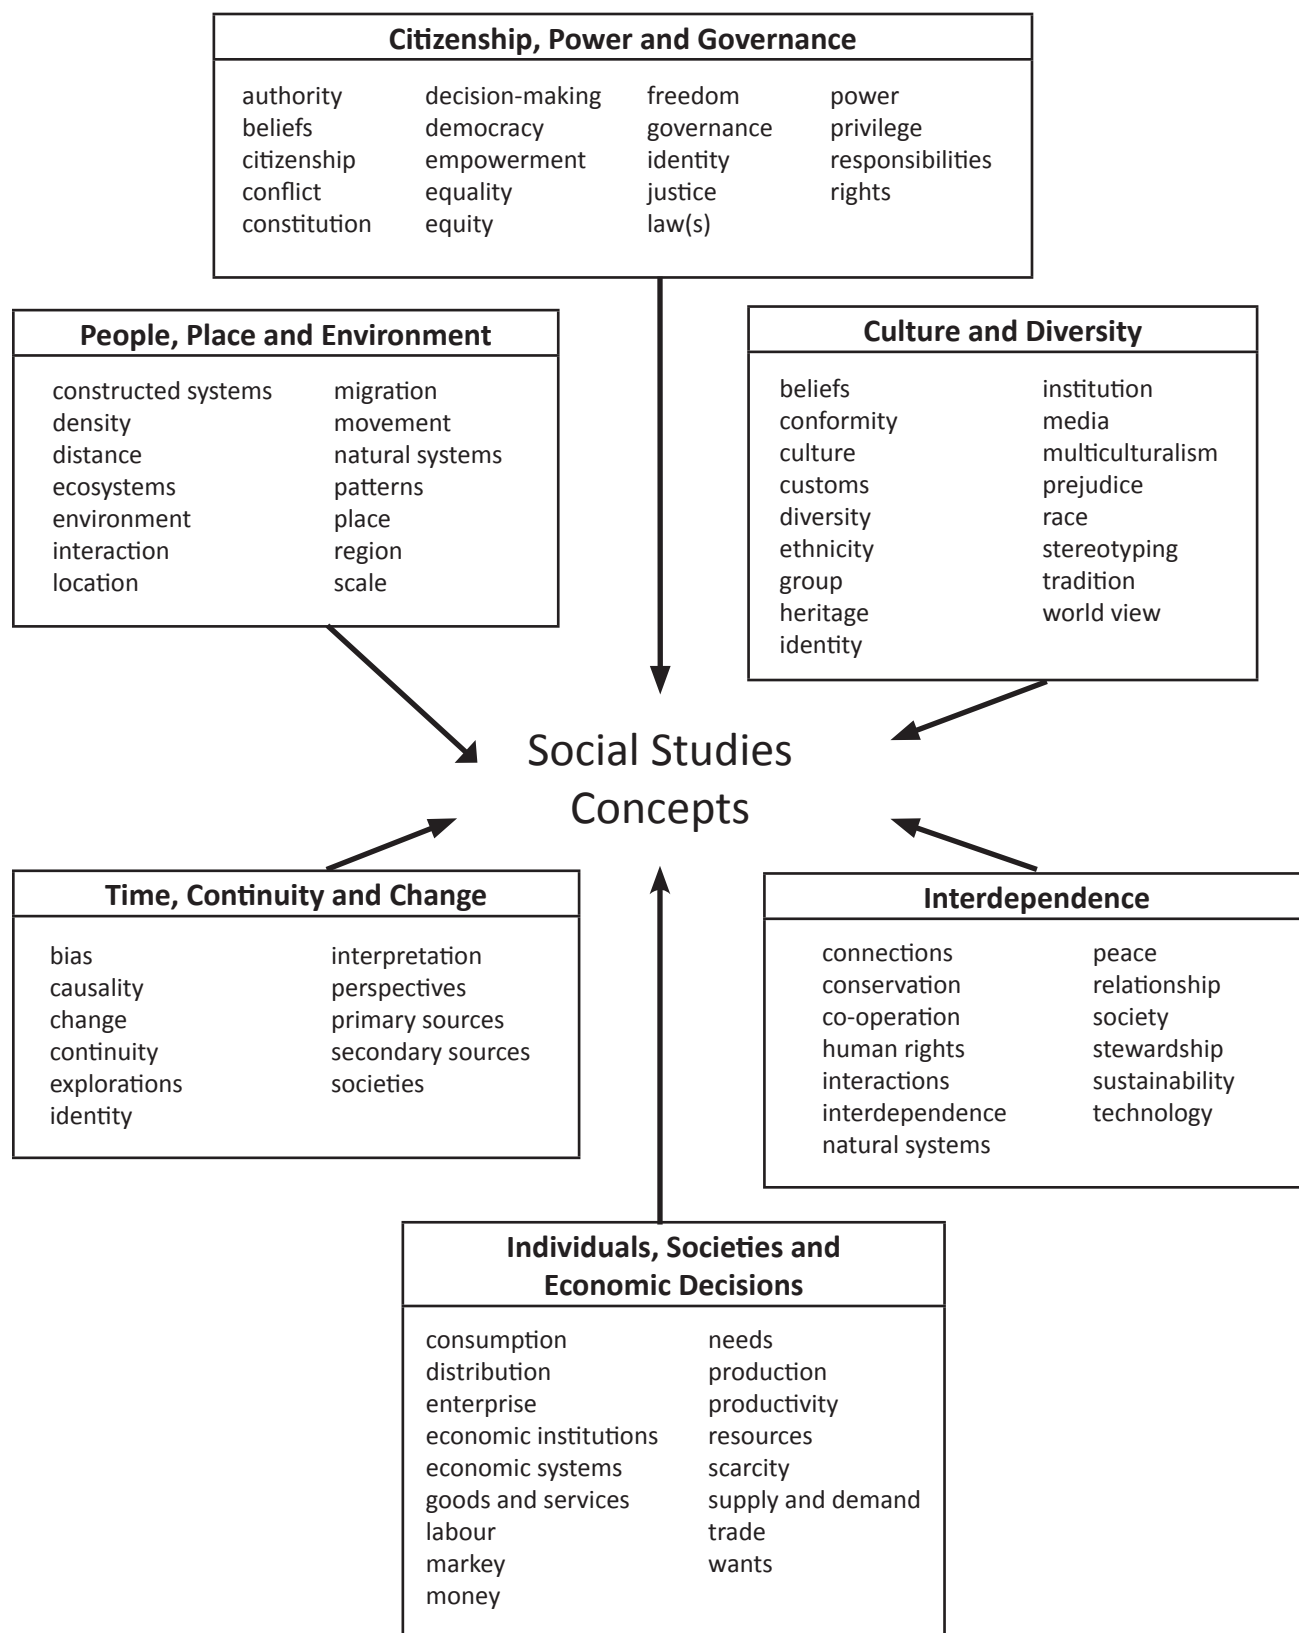 Citizenship, Power and Governance
authority
beliefs
citizenship
conflict
constitution
decision-making
democracy
empowerment
equality
equity
freedom
governance
identity
justice
law(s)
power
privilege
responsibilities
rights
People, Place and Environment
constructed systems
density
distance
ecosystems
environment
interaction
location
migration
movement
natural systems
patterns
place
region
scale
Culture and Diversity
beliefs
conformity
culture
customs
diversity
ethnicity
group
heritage
identity
institution
media
multiculturalism
prejudice
race
stereotyping
tradition
world view
Social Studies
Concepts
Time, Continuity and Change
bias
causality
change
continuity
explorations
identity
interpretation
perspectives
primary sources
secondary sources
societies
Interdependence
connections
conservation
co-operation
human rights
interactions
interdependence
natural systems
peace
relationship
society
stewardship
sustainability
technology
Individuals, Societies and
Economic Decisions
consumption
distribution
enterprise
economic institutions
economic systems
goods and services
labour
markey
money
needs
production
productivity
resources
scarcity
supply and demand
trade
wants